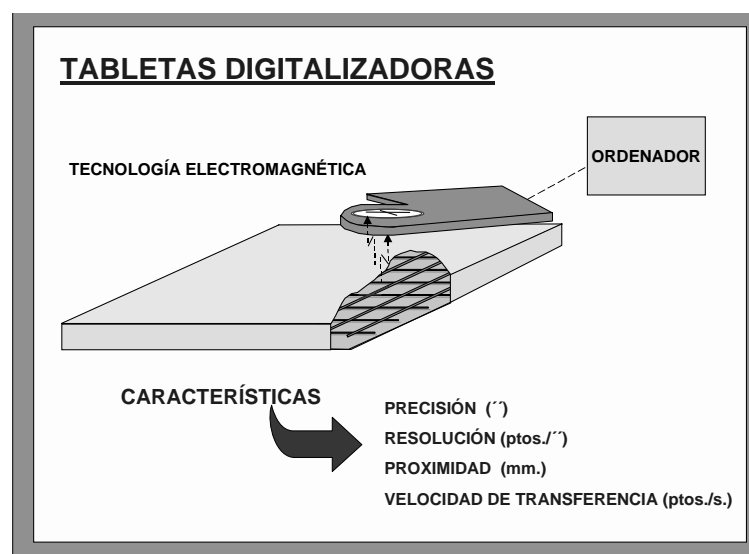 TABLETAS DIGITALIZADORAS
ORDENADOR
TECNOLOGÍA ELECTROMAGNÉTICA
CARACTERÍSTICAS
PRECISIÓN (´´)
RESOLUCIÓN (ptos./´´)
PROXIMIDAD (mm.)
VELOCIDAD DE TRANSFERENCIA (ptos./s.)